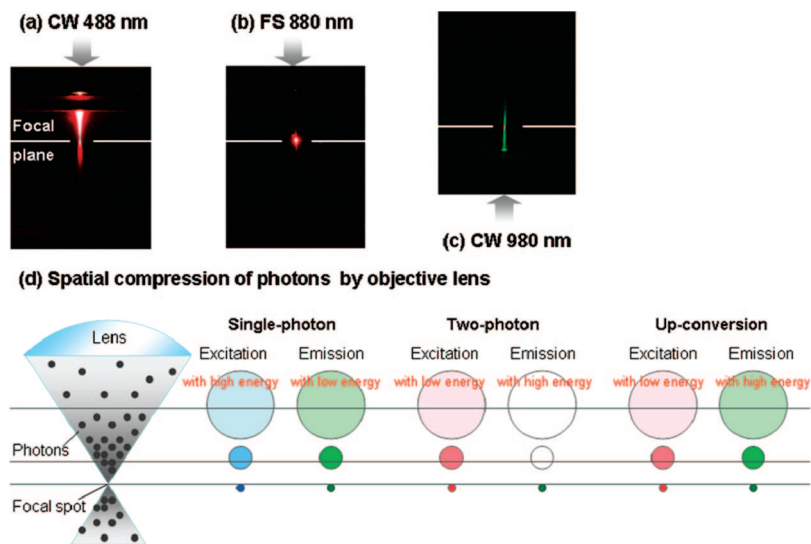 (a) CW 488 nm
(b) FS 880 nm
Focal
plane
(c) CW 980 nm
(d) Spatial compression of photons by objective lens
Lens
Single-photon
Two-photon
Up-conversion
Excitation
Emission
Excitation
Emission
Excitation
Emission
with high energy
with low energy
with low energy
with high energy
with low energy
with high energy
Photons
Focal spot